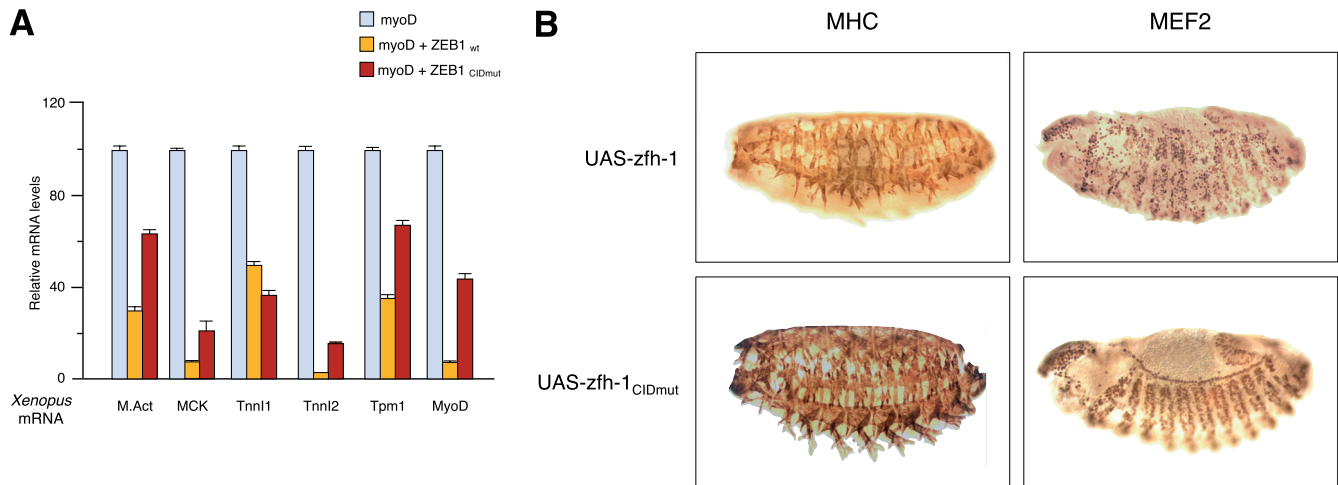 A
myoD
myoD + ZEB1 wt
myoD + ZEB1 CIDmut
120
80
40
0
Relative mRNA levels
Xenopus
mRNA
M.Act
MCK
TnnI1
TnnI2
Tpm1
MyoD
B
MHC
MEF2
UAS-zfh-1
UAS-zfh-1CIDmut